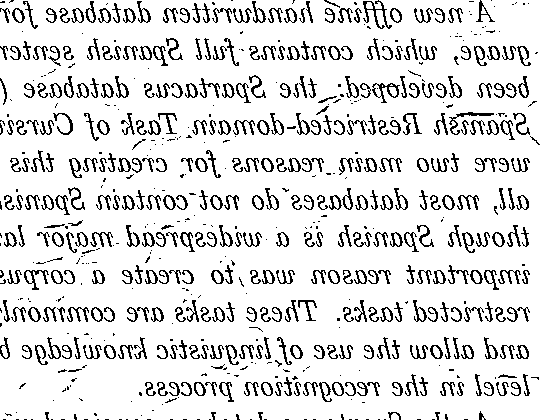 A new offline handwritten database for
guage, which contains full Spanish senten
been developed: the Spartacus database (
Spanish Restricted-domain Task of Cursiv
were two main reasons for creating this
all, most databases do not contain Spanis
though Spanish is a widespread major la
important reason was to create a corpus
restricted tasks. These tasks are commonly
and allow the use of linguistic knowledge b
level in the recognition process.